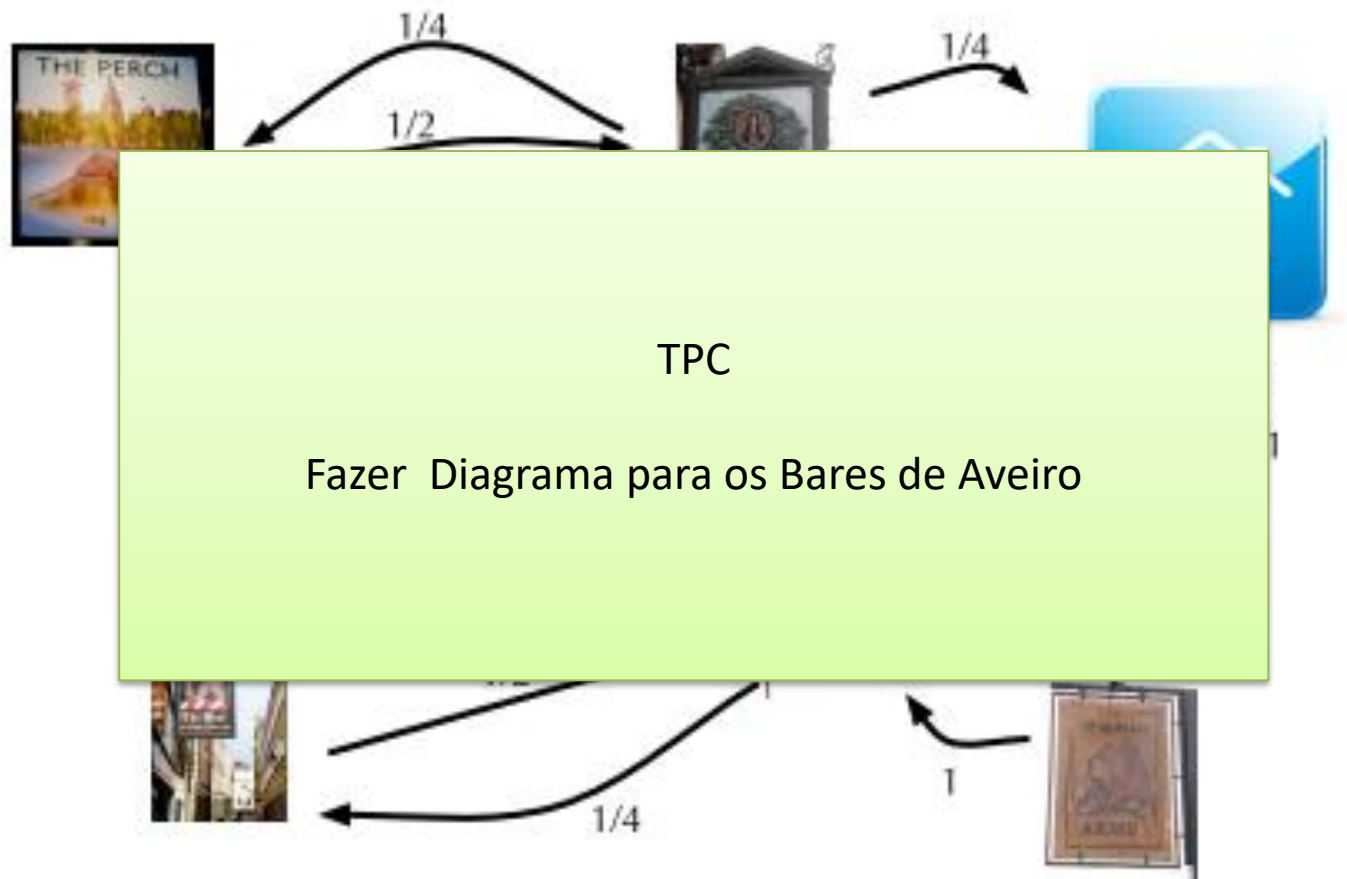 1/4
1/4
THE PERCH
1/2
TPC
Fazer Diagrama para os Bares de Aveiro
1
1/4